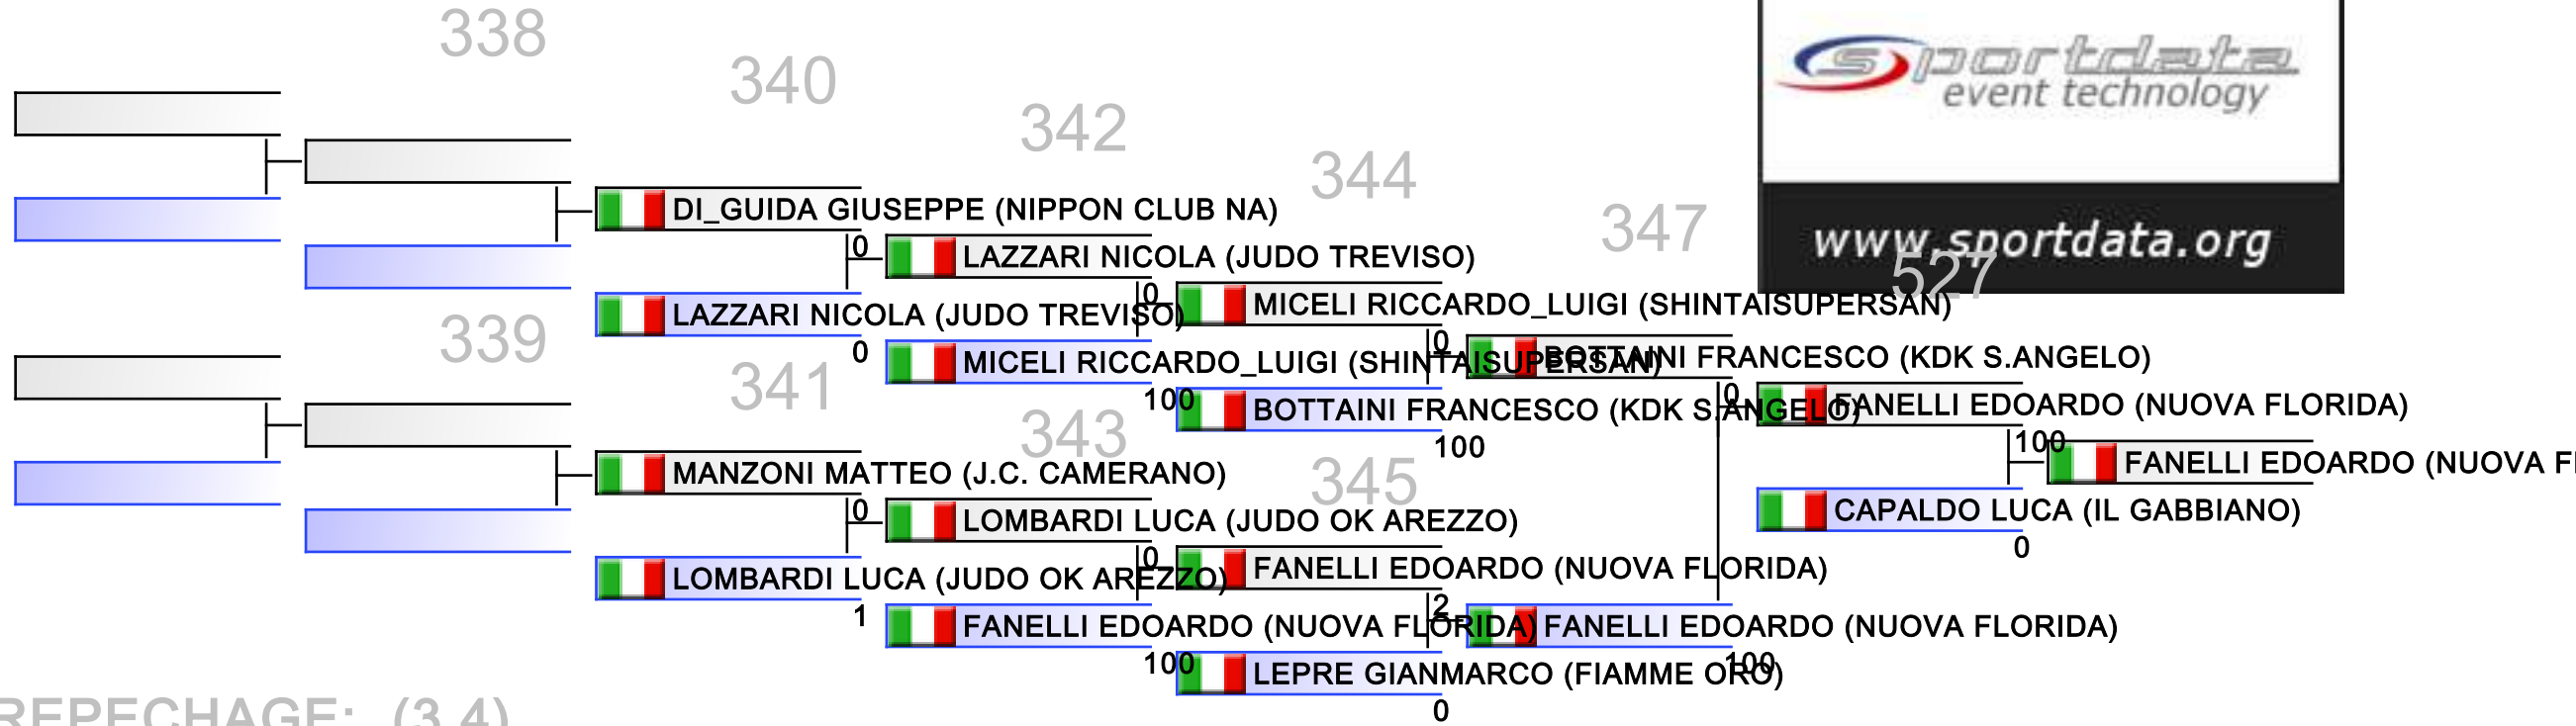 338
340
342
344
347
sportdata
event technology
www.sportdata.org
527
DI_GUIDA GIUSEPPE (NIPPON CLUB NA)
0
LAZZARI NICOLA (JUDO TREVISO)
0
MICELI RICCARDO_LUIGI (SHINTAISUPERSAN)
LAZZARI NICOLA (JUDO TREVISO)
0
339
0
BOTTAINI FRANCESCO (KDK S.ANGELO)
MICELI RICCARDO_LUIGI (SHINTAISUPERSAN)
100
341
0
FANELLI EDOARDO (NUOVA FLORIDA)
BOTTAINI FRANCESCO (KDK S.ANGELO)
100
343
100
FANELLI EDOARDO (NUOVA F
MANZONI MATTEO (J.C. CAMERANO)
345
0
LOMBARDI LUCA (JUDO OK AREZZO)
CAPALDO LUCA (IL GABBIANO)
0
0
FANELLI EDOARDO (NUOVA FLORIDA)
LOMBARDI LUCA (JUDO OK AREZZO)
1
2
FANELLI EDOARDO (NUOVA FLORIDA)
FANELLI EDOARDO (NUOVA FLORIDA)
100
100
LEPRE GIANMARCO (FIAMME ORO)
0
REPECHAGE: (3,4)